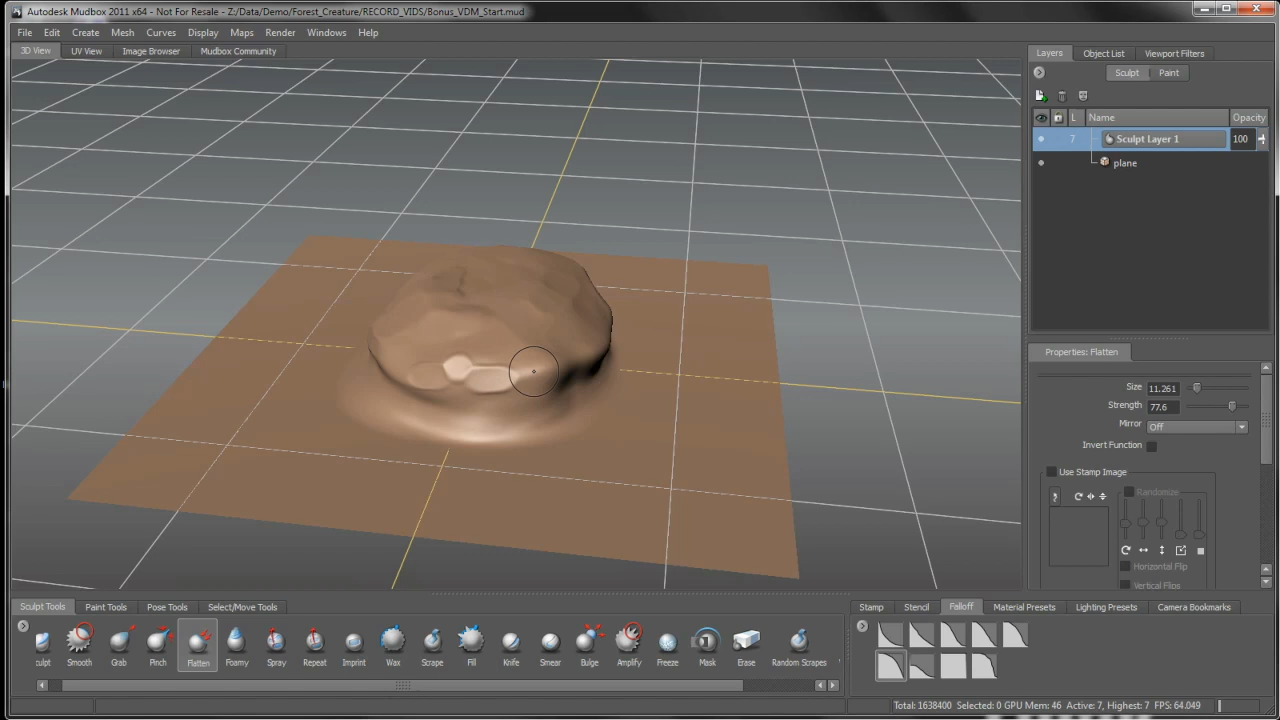 Autodesk Mudbox 2011 x64 - Not For Resale - Z:/Data/Demo/Forest_Creature/RECORD_VIDS/Bonus_VDM_Start.mud
File Edit Create Mesh Curves Display Maps Render Windows Help
3D View UV View Image Browser Mudbox Community
Layers Object List Viewport Filters
Sculpt Paint
L Name Opacity
7 Sculpt Layer 1 100
plane
Properties: Flatten
Size 11.261
Strength 77.6
Mirror Off
Invert Function
Use Stamp Image
Randomize
Horizontal Flip
Vertical Flips
Sculpt Tools Paint Tools Pose Tools Select/Move Tools
culpt Smooth Grab Pinch Flatten Foamy Spray Repeat Imprint Wax Scrape Fill Knife Smear Bulge Amplify Freeze Mask Erase Random Scrapes
Stamp Stencil Falloff Material Presets Lighting Presets Camera Bookmarks
Total: 1638400 Selected: 0 GPU Mem: 46 Active: 7, Highest: 7 FPS: 64.049